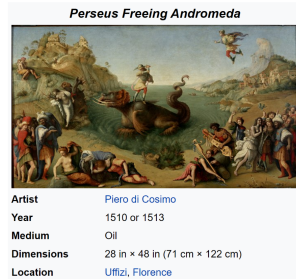 Perseus Freeing Andromeda
Artist Piero di Cosimo
Year 1510 or 1513
Medium Oil
Dimensions 28 in × 48 in (71 cm × 122 cm)
Location Uffizi, Florence